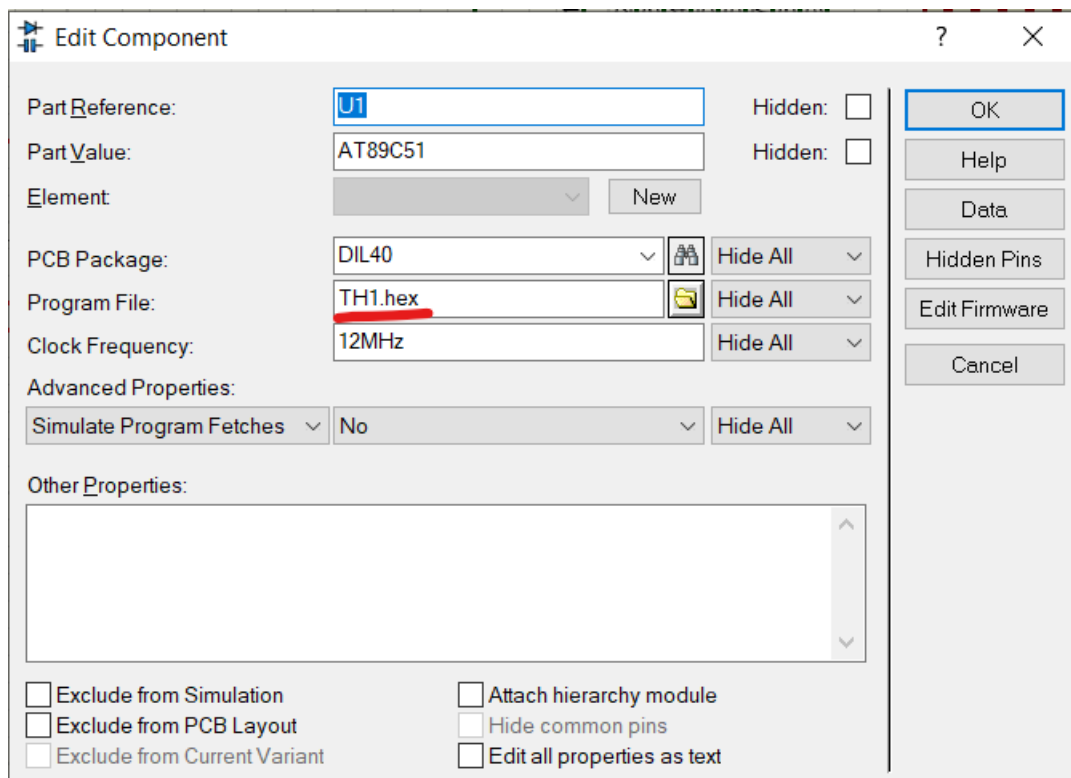 Edit Component ?
Part Reference: U1 Hidden: OK
Part Value: AT89C51 Hidden: Help
Element: New Data
PCB Package: DIL40 Hide All Hidden Pins
Program File: TH1.hex Hide All Edit Firmware
Clock Frequency: 12MHz Hide All
Cancel
Advanced Properties:
Simulate Program Fetches No Hide All
Other Properties:
Exclude from Simulation Attach hierarchy module
Exclude from PCB Layout Hide common pins
Exclude from Current Variant Edit all properties as text